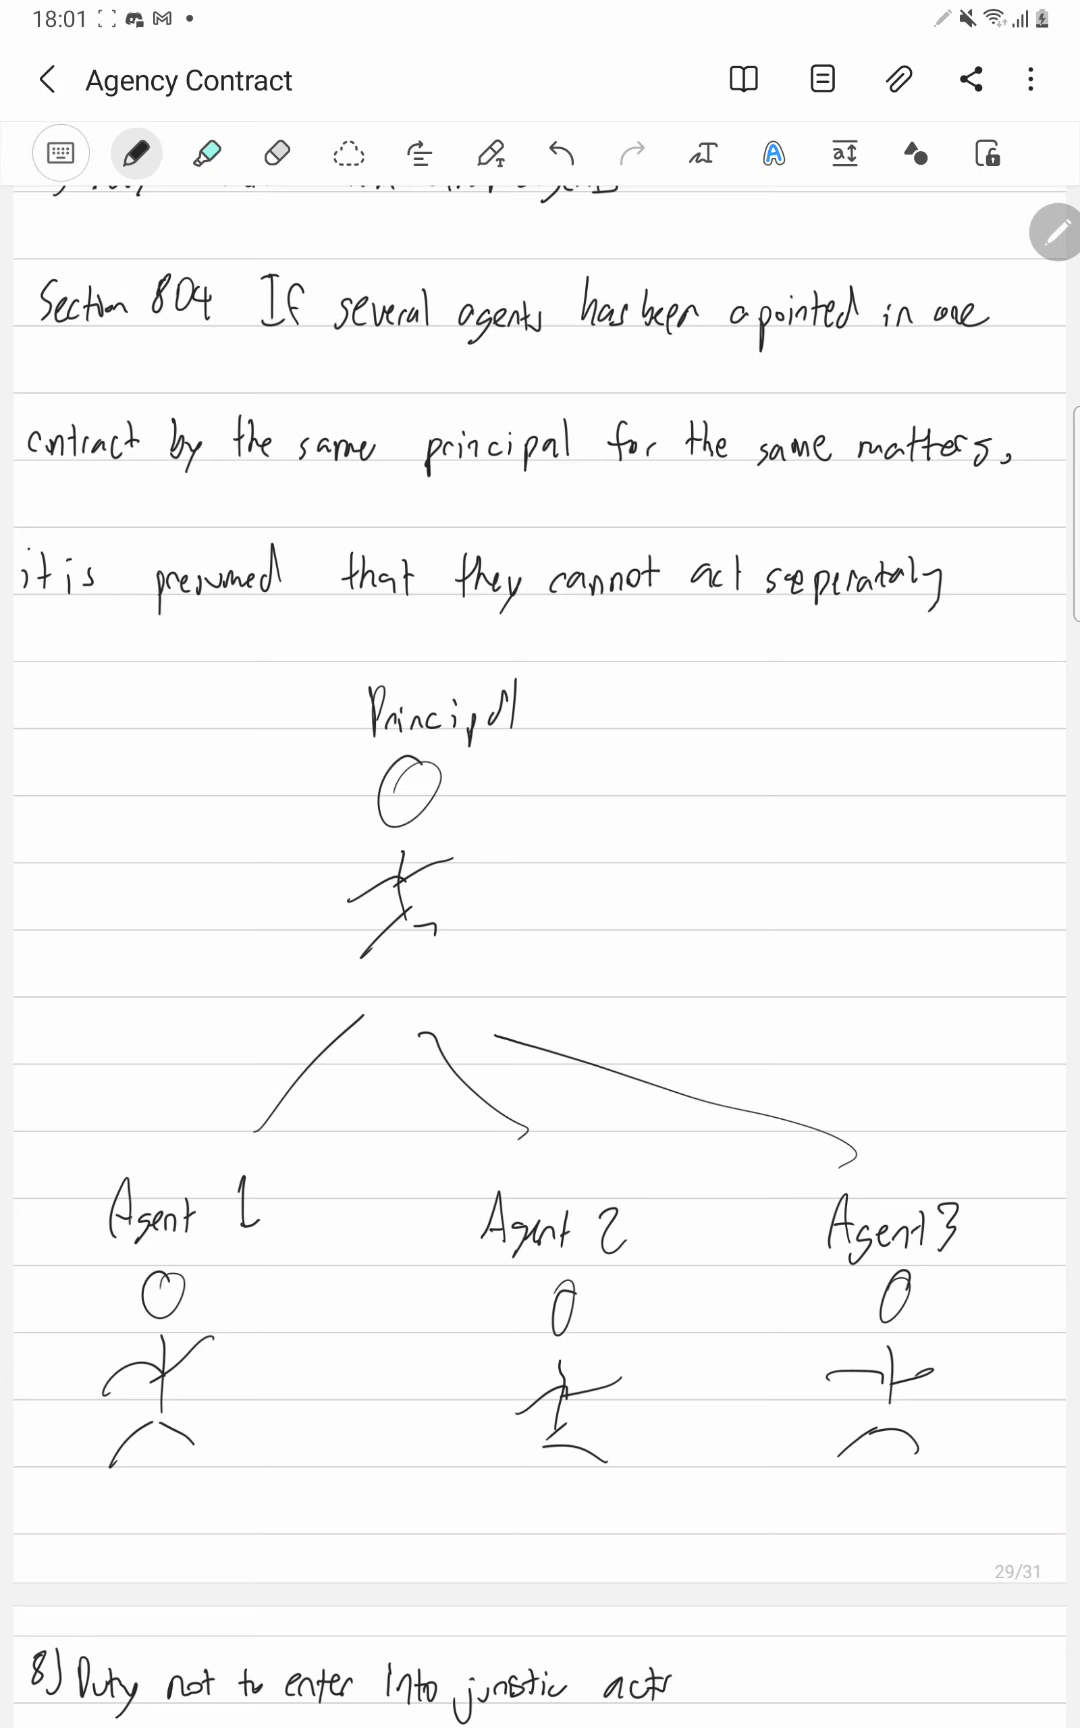 18:01
Agency Contract
Section 804 If several agents has been apointed in one
contract by the same principal for the same matters,
it is presumed that they cannot act seperataly
Principal
Agent 1 Agent 2 Agent 3
29/31
8) Duty not to enter into juristic acts